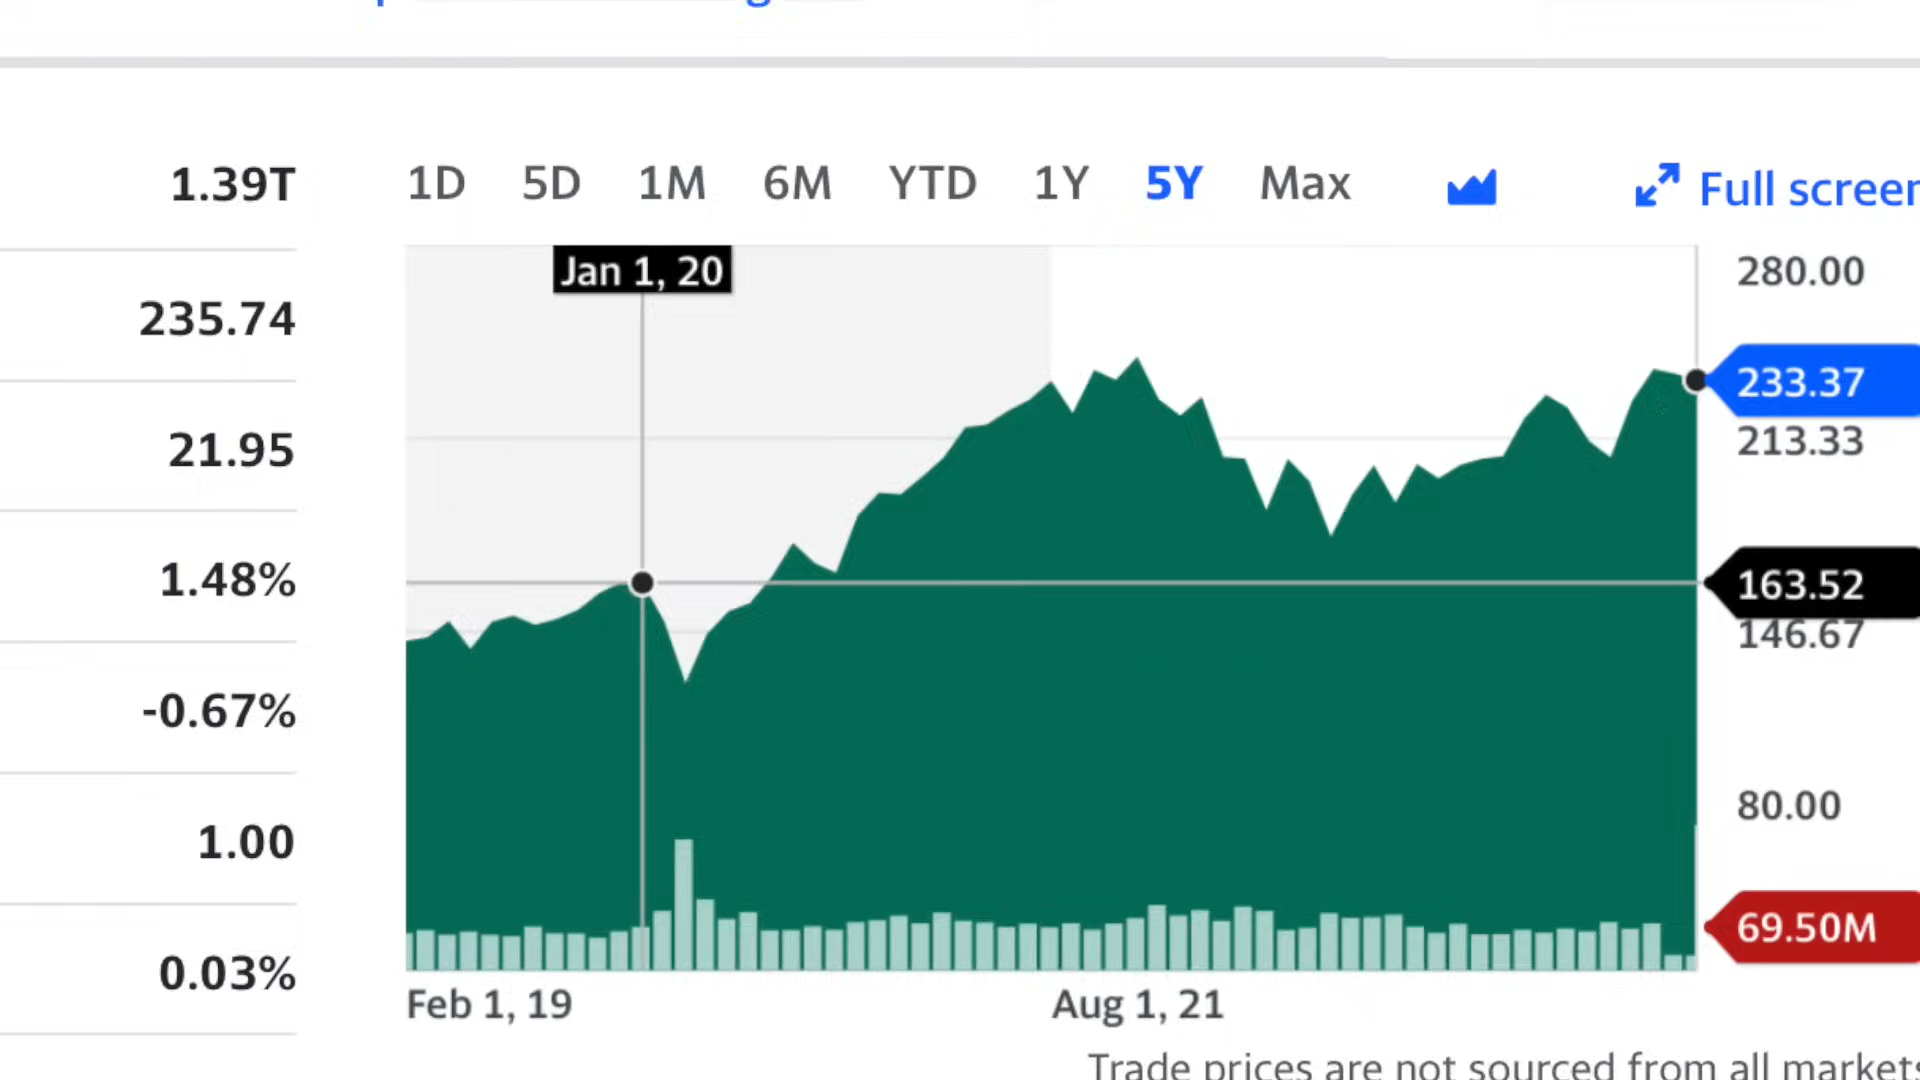 1.39T
235.74
21.95
1.48%
-0.67%
1.00
0.03%
1D 5D 1M 6M YTD 1Y 5Y Max Full screen
Jan 1, 20
280.00
233.37
213.33
163.52
146.67
80.00
69.50M
Feb 1, 19 Aug 1, 21
Trade prices are not sourced from all markets